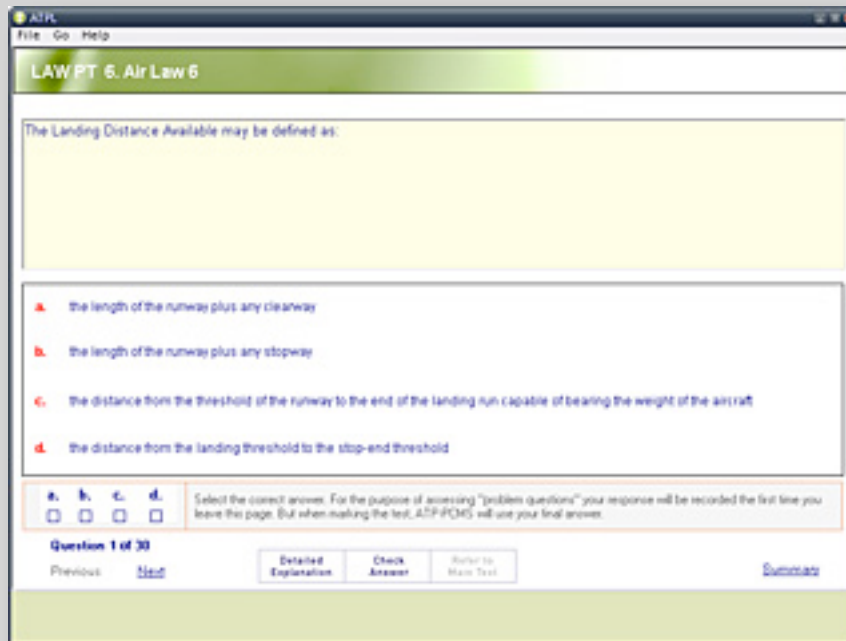 ATPL
File Go Help
LAW PT 6. Air Law 6
The Landing Distance Available may be defined as:
a. the length of the runway plus any clearway
b. the length of the runway plus any stopway
c. the distance from the threshold of the runway to the end of the landing run capable of bearing the weight of the aircraft
d. the distance from the landing threshold to the stop-end threshold
a. b. c. d.
Select the correct answer. For the purpose of assessing "problem questions" your response will be recorded the first time you
leave this page. But when marking the test, ATP-PCMS will use your final answer.
Question 1 of 30
Previous Next
Detailed
Explanation
Check
Answer
Refer to
Main Text
Summary